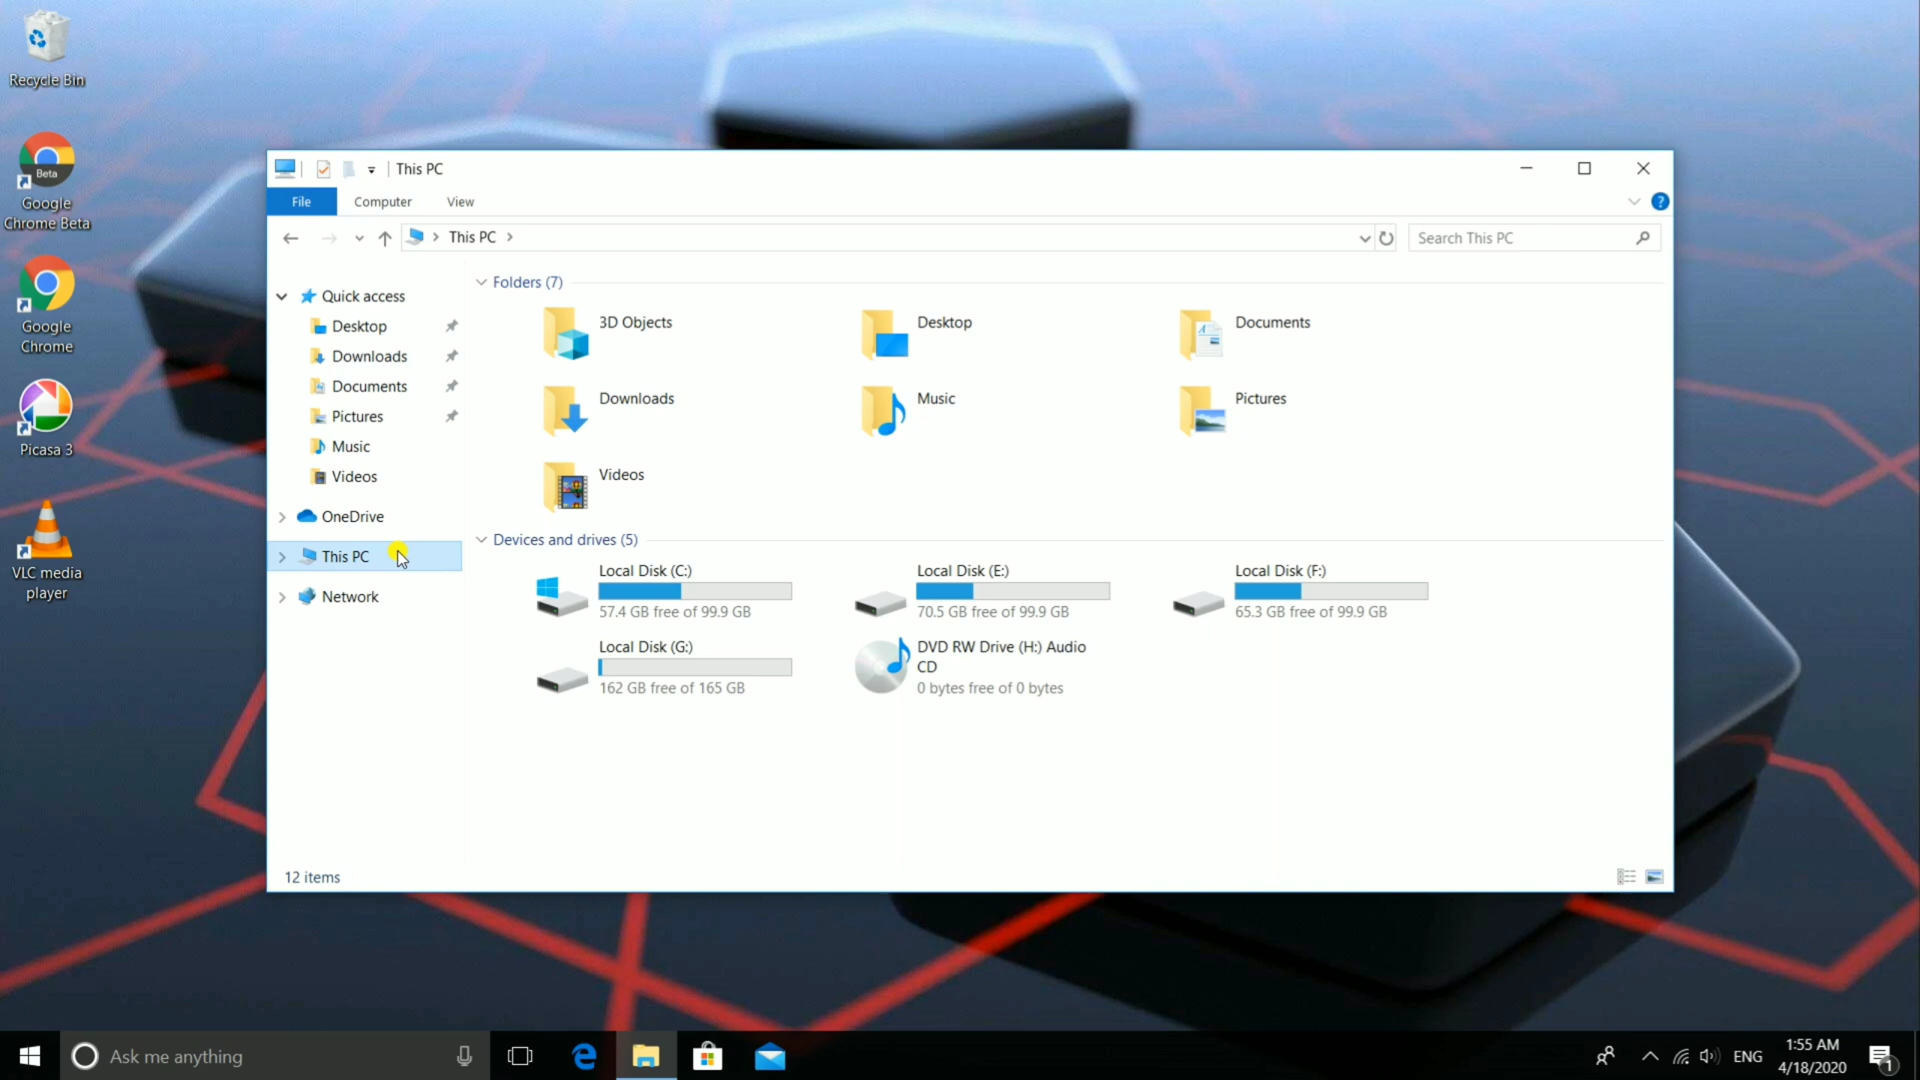 Recycle Bin
Beta
Google
Chrome Beta
Google
Chrome
Picasa 3
VLC media
player
This PC
File
Computer
View
?
This PC
Search This PC
Quick access
Desktop
Downloads
Documents
Pictures
Music
Videos
OneDrive
This PC
Network
Folders (7)
3D Objects
Desktop
Documents
Downloads
Music
Pictures
Videos
Devices and drives (5)
Local Disk (C:)
57.4 GB free of 99.9 GB
Local Disk (E:)
70.5 GB free of 99.9 GB
Local Disk (F:)
65.3 GB free of 99.9 GB
Local Disk (G:)
162 GB free of 165 GB
DVD RW Drive (H:) Audio
CD
0 bytes free of 0 bytes
12 items
Ask me anything
ENG
1:55 AM
4/18/2020
1